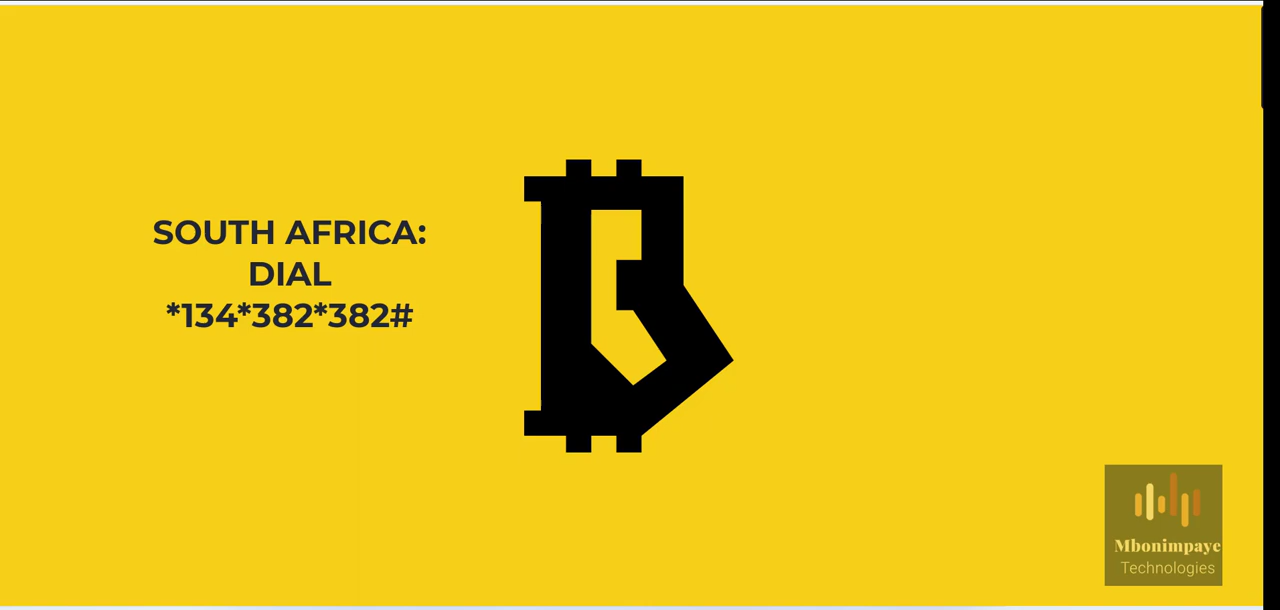 SOUTH AFRICA:
DIAL
*134*382*382#
Mbonimpaye
Technologies